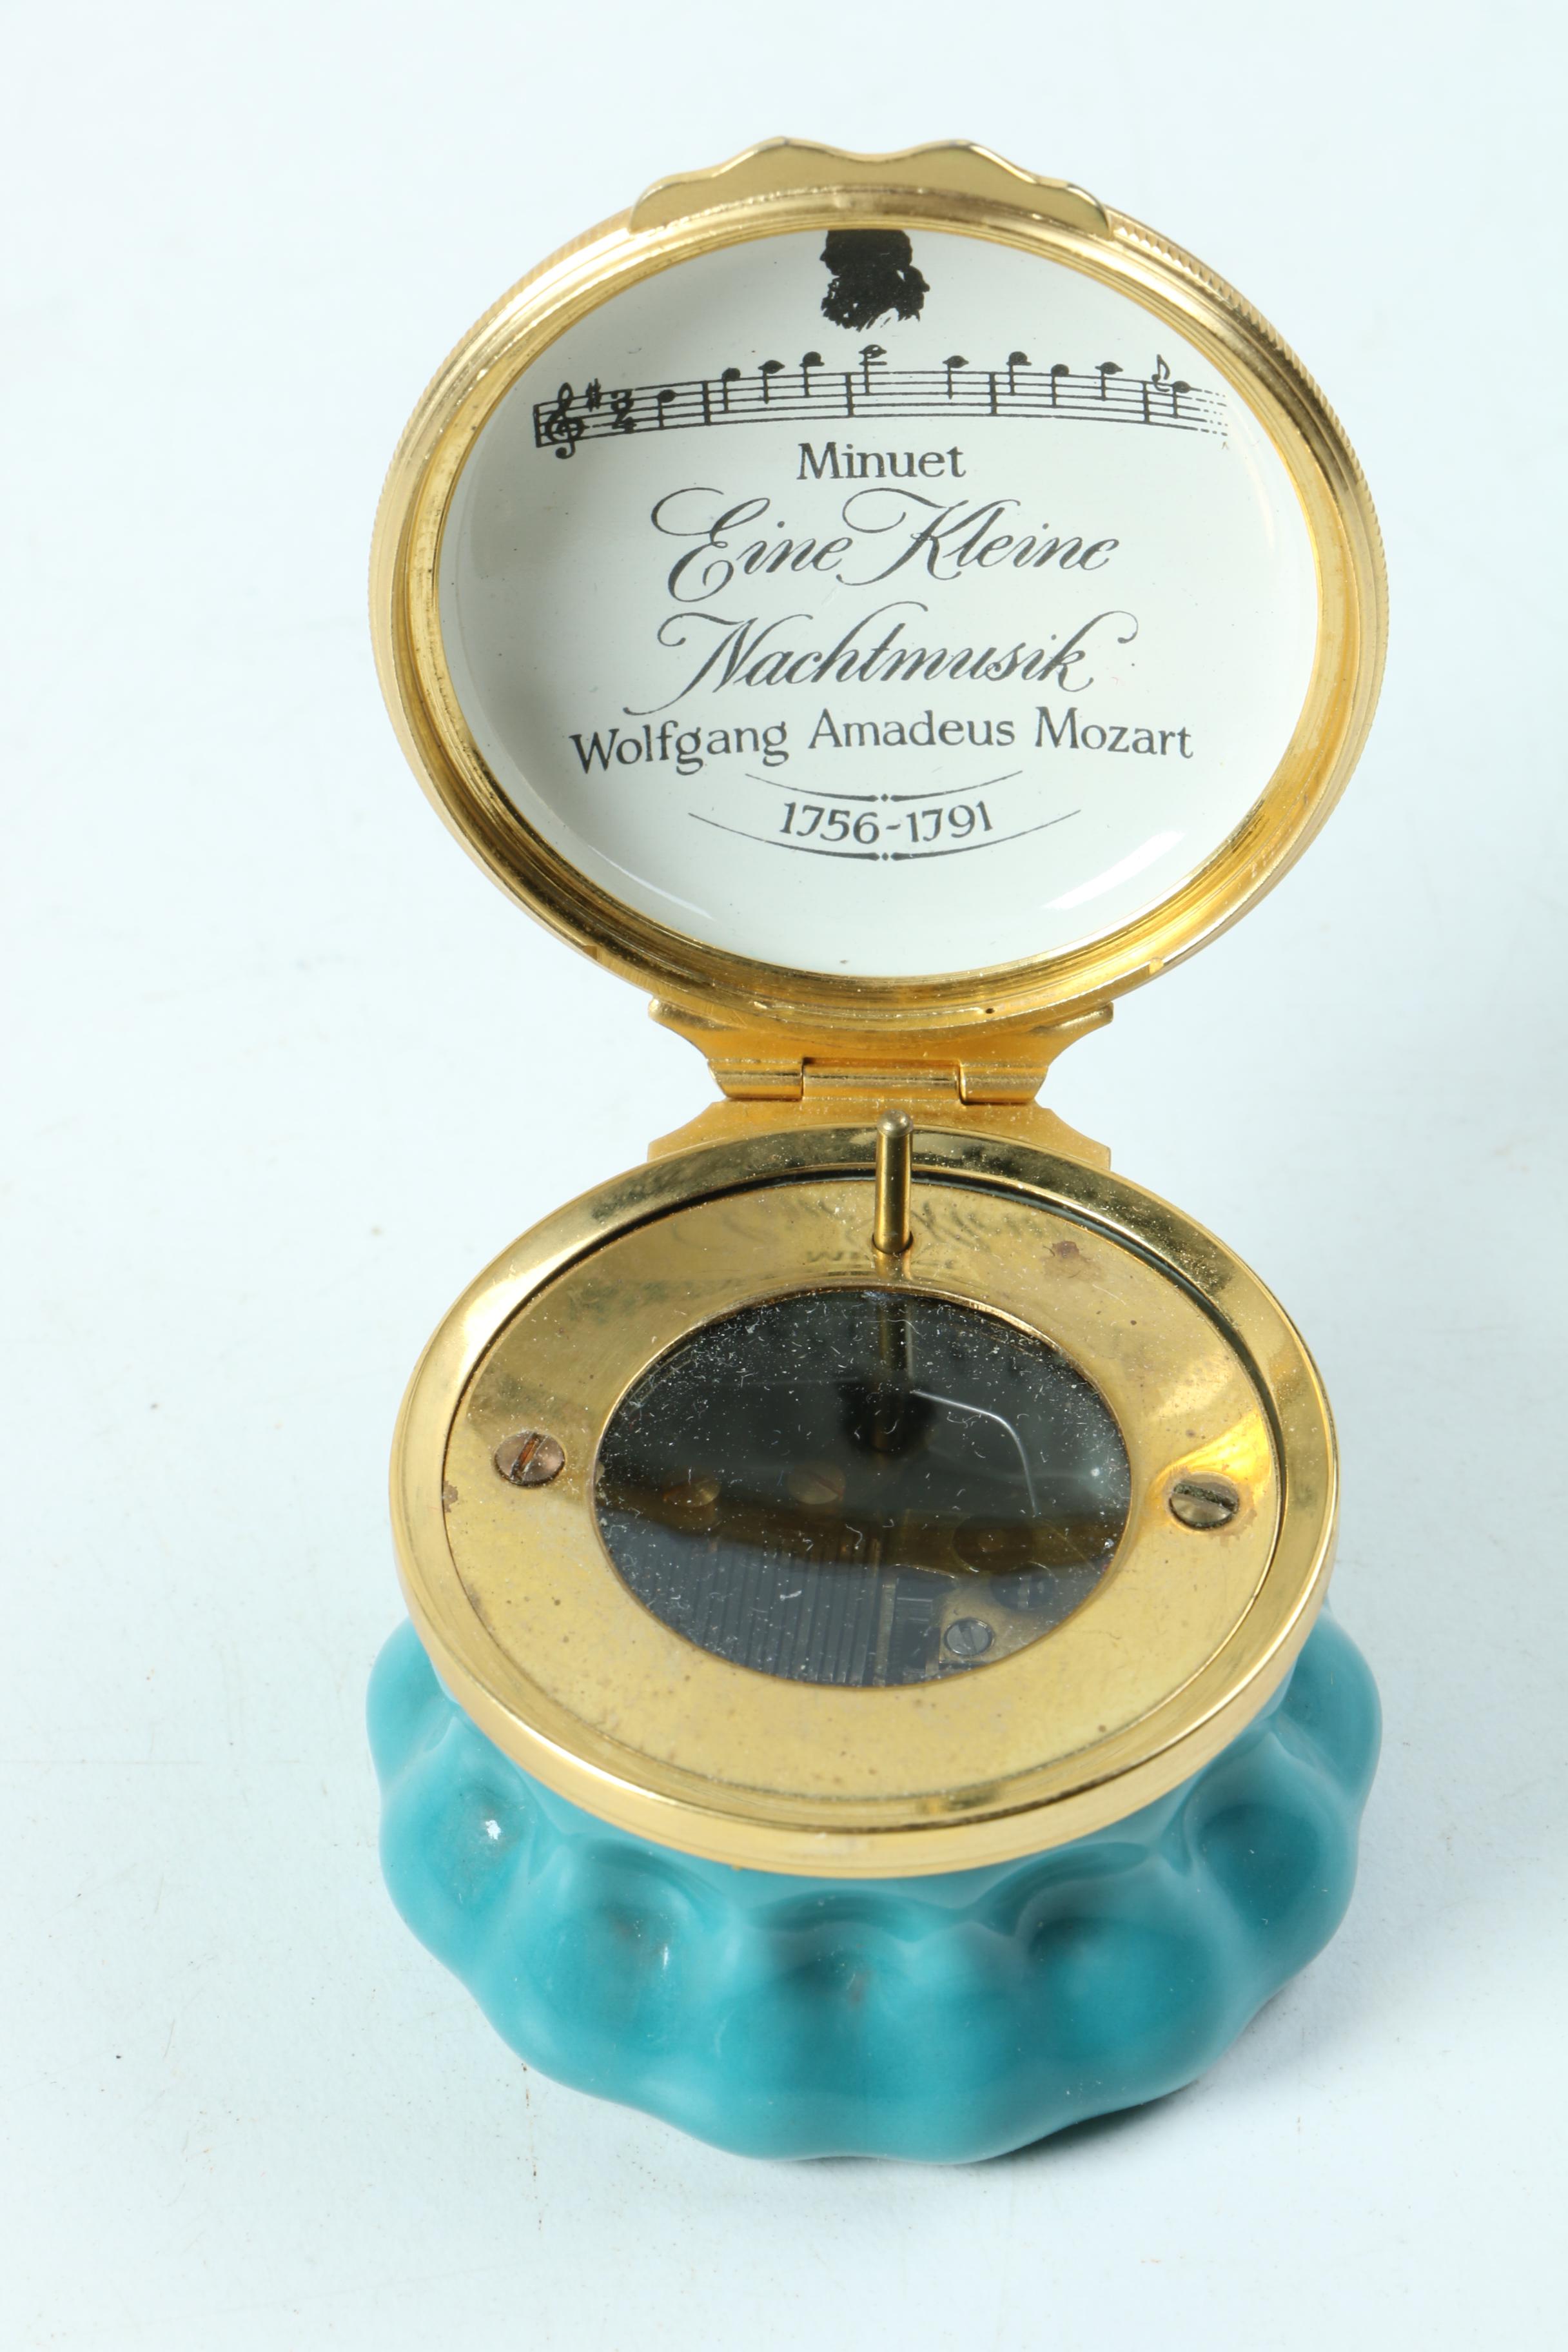 Minuet
Eine Kleine
Nachtmusik
Wolfgang Amadeus Mozart
1756-1791